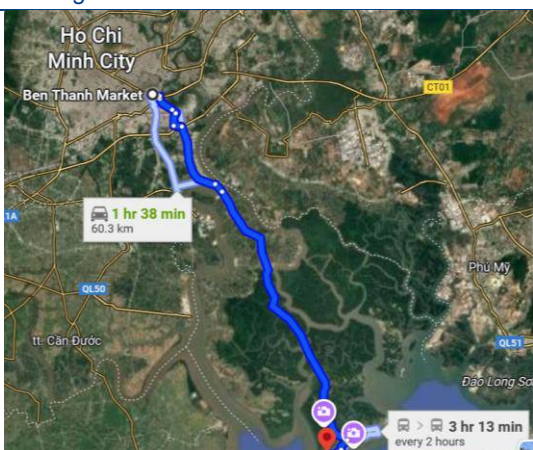 Ho Chi
Minh City
Ben Thanh Market
CT01
1 hr 38 min
60.3 km
1A
QL50
Phú Mỹ
tt. Cần Đước
QL51
Đảo Long Sơ
3 hr 13 min
every 2 hours